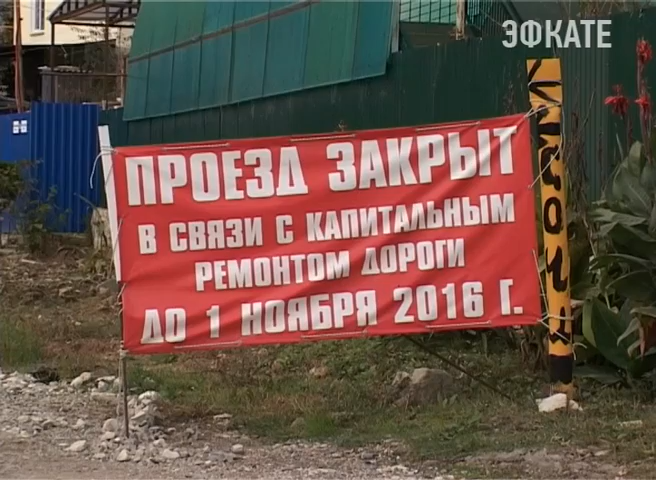 ЭФКАТЕ
ПРОЕЗД ЗАКРЫТ
В СВЯЗИ С КАПИТАЛЬНЫМ
РЕМОНТОМ ДОРОГИ
ДО 1 НОЯБРЯ 2016 Г.